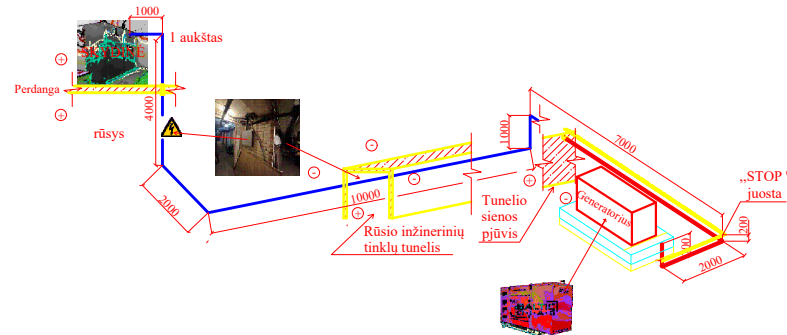 1000
1 aukštas
Perdanga
4000
rūsys
2000
10000
Rūsio inžinerinių
tinklų tunelis
1000
Tunelio
sienos
pjūvis
7000
Generatorius
„STOP "
juosta
200
2000